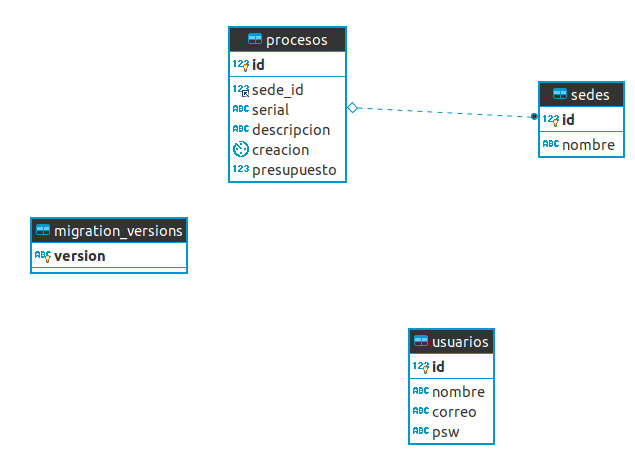 procesos
123 id
123 sede_id
ABC serial
ABC descripcion
creacion
123 presupuesto
sedes
123 id
ABC nombre
migration_versions
ABC version
usuarios
123 id
ABC nombre
ABC correo
ABC psw